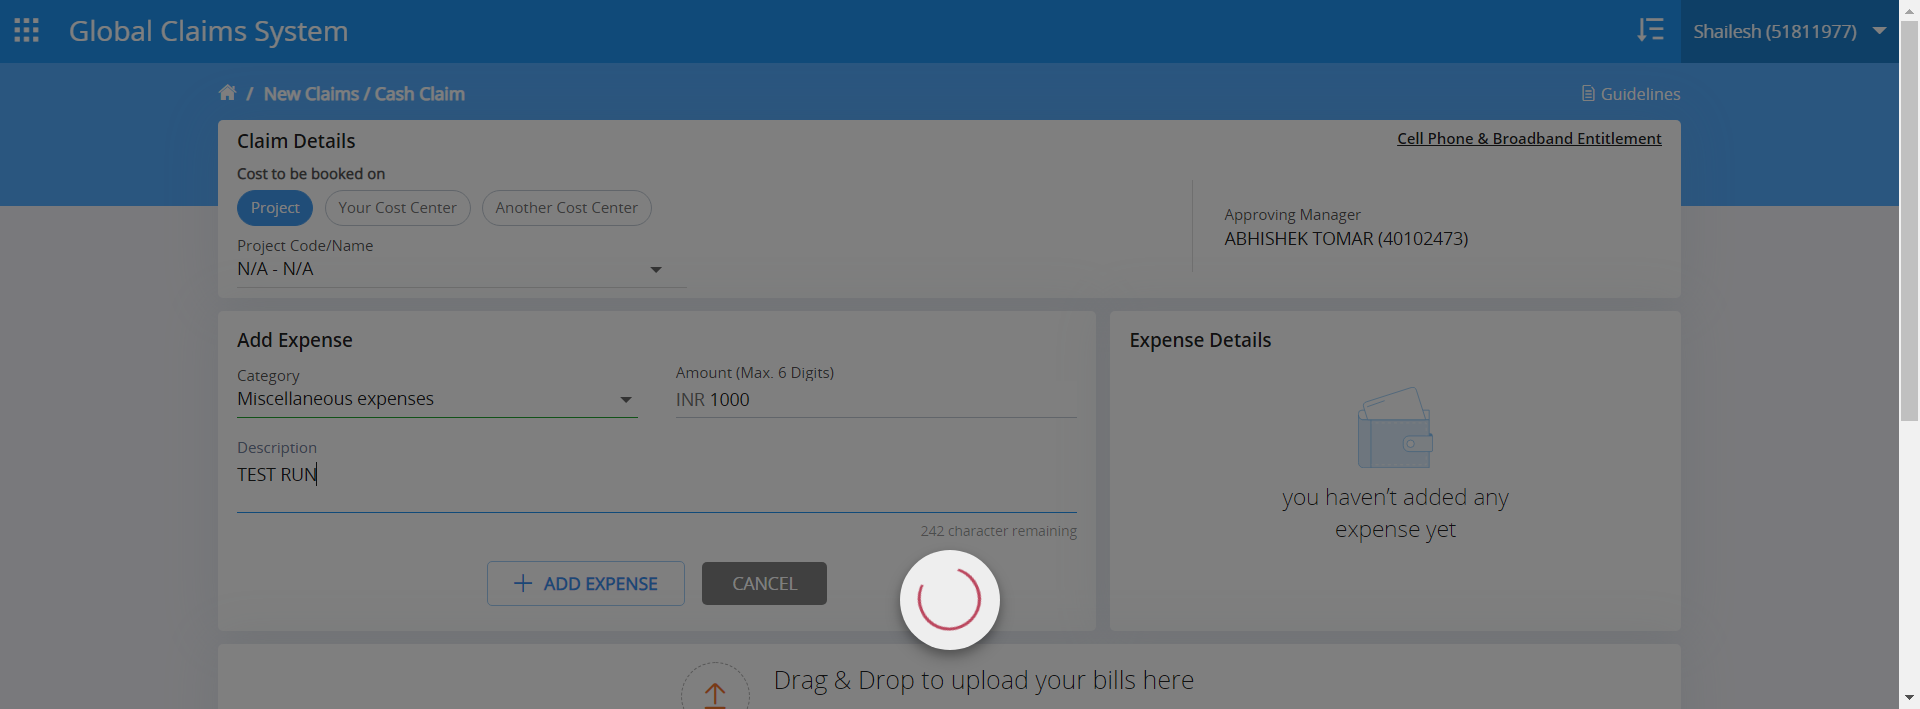 Global Claims System
Shailesh (51811977)
/ New Claims / Cash Claim
Guidelines
Claim Details
Cell Phone & Broadband Entitlement
Cost to be booked on
Project
Your Cost Center
Another Cost Center
Approving Manager
ABHISHEK TOMAR (40102473)
Project Code/Name
N/A - N/A
Add Expense
Category
Miscellaneous expenses
Amount (Max. 6 Digits)
INR 1000
Description
TEST RUN
242 character remaining
+ ADD EXPENSE
CANCEL
Expense Details
you haven’t added any
expense yet
Drag & Drop to upload your bills here